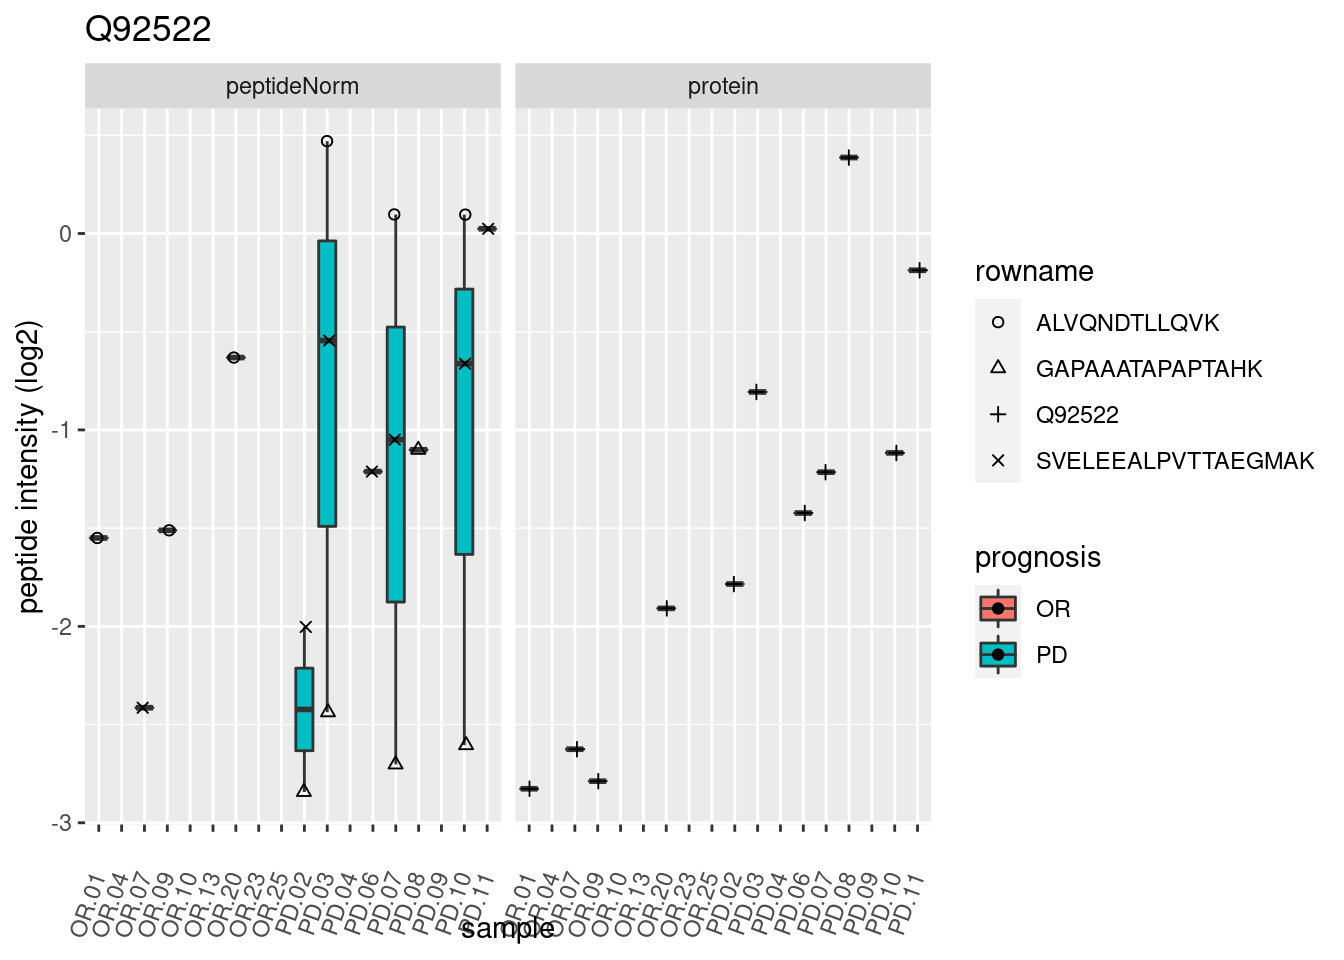 Q92522
peptideNorm
protein
peptide intensity (log2)
0
-1
-2
-3
OR.01
OR.04
OR.07
OR.09
OR.10
OR.13
OR.20
OR.23
OR.25
PD.02
PD.03
PD.04
PD.06
PD.07
PD.08
PD.09
PD.10
PD.11
OR.01
OR.04
OR.07
OR.09
OR.10
OR.13
OR.20
OR.23
OR.25
PD.02
PD.03
PD.04
PD.06
PD.07
PD.08
PD.09
PD.10
PD.11
sample
rowname
ALVQNDTLLQVK
GAPAAATAPAPTAHK
Q92522
SVELEEALPVTTAEGMAK
prognosis
OR
PD